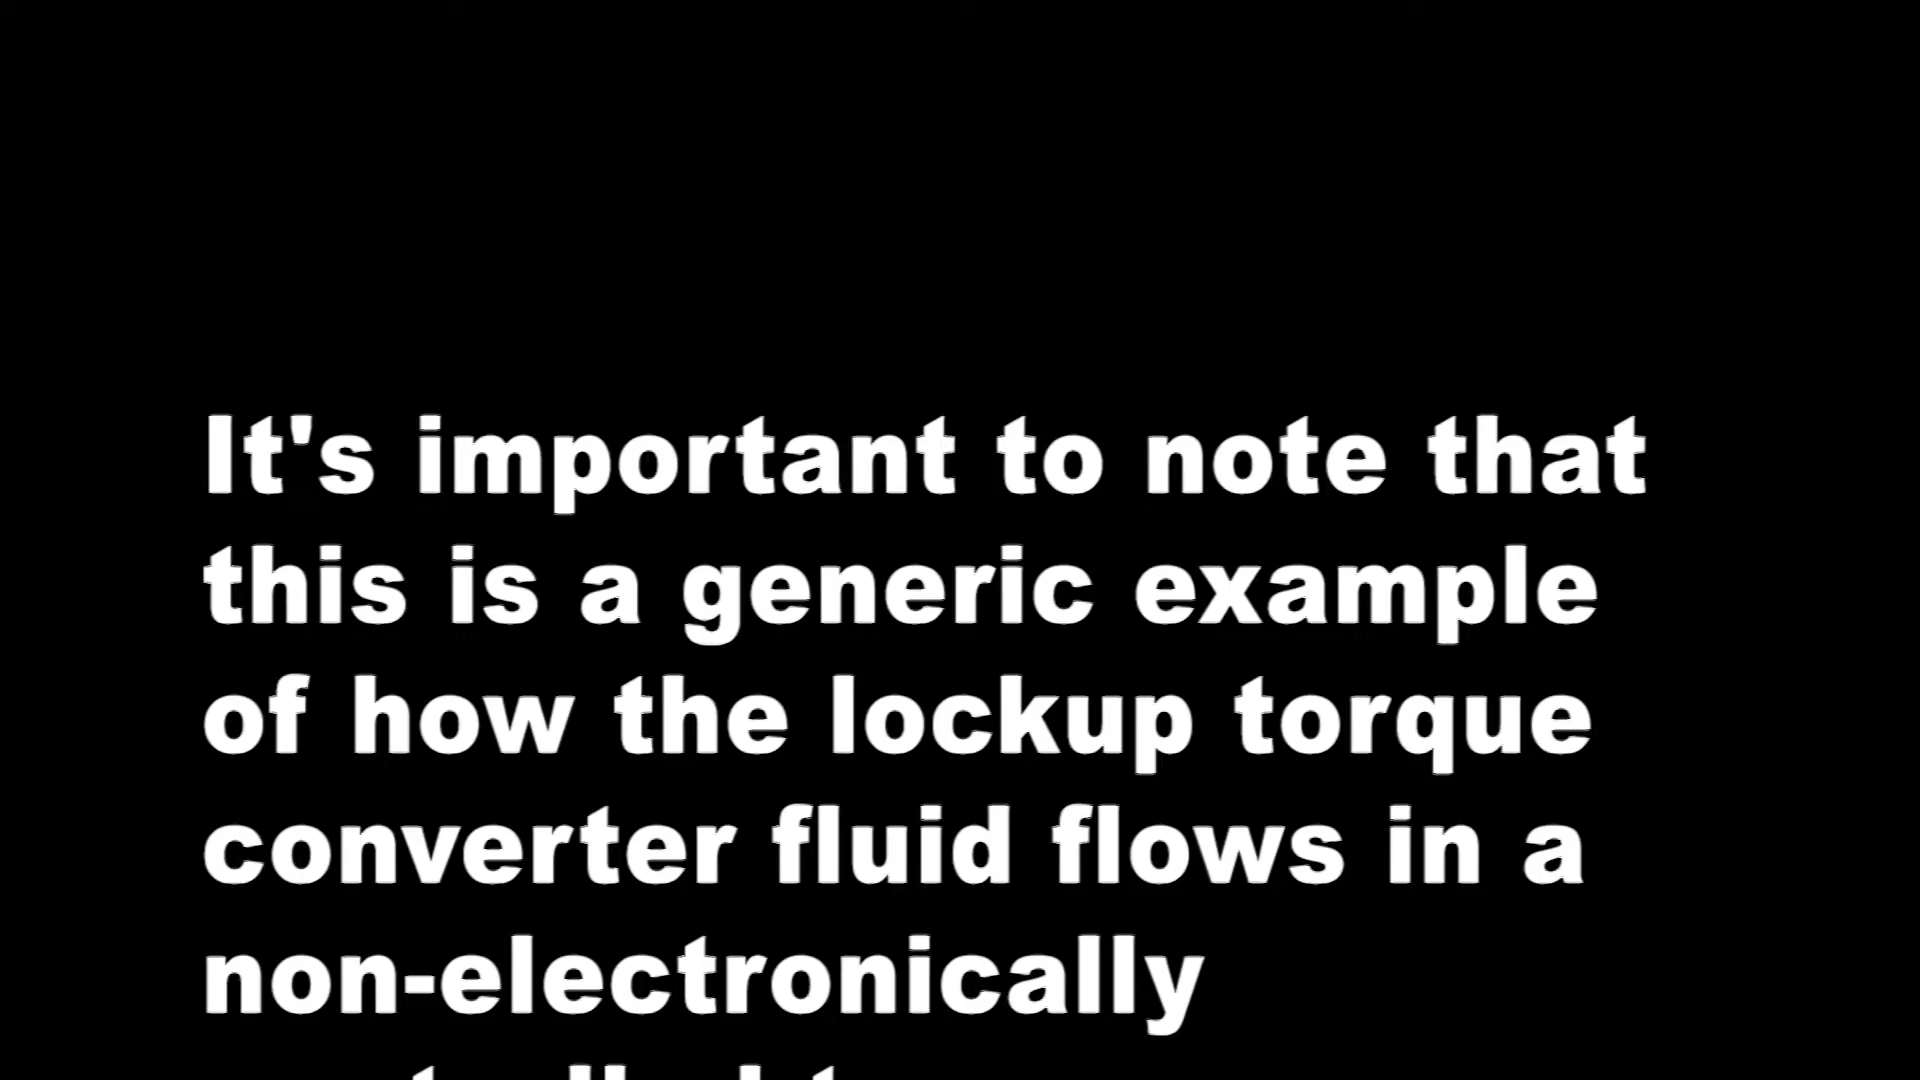 It's important to note that
this is a generic example
of how the lockup torque
converter fluid flows in a
non-electronically